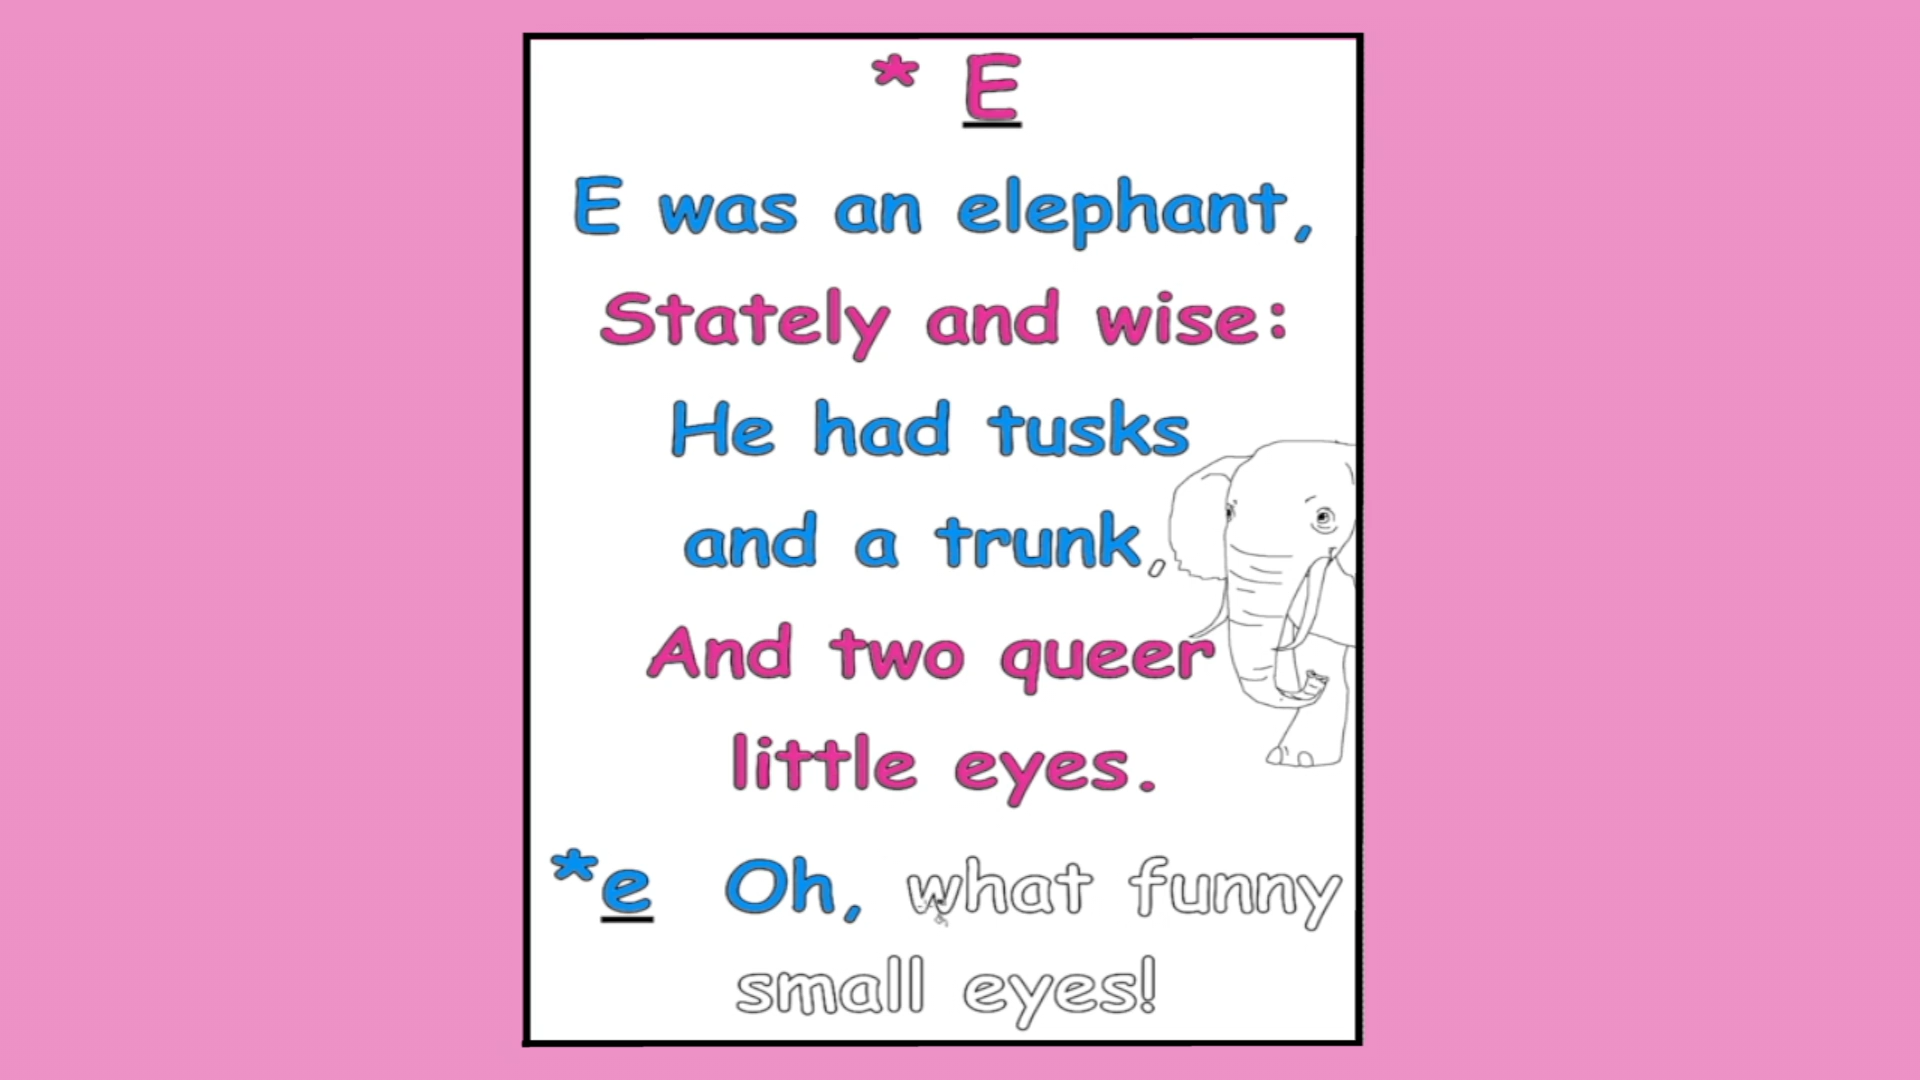 * E
E was an elephant,
Stately and wise:
He had tusks
and a trunk,
And two queer
little eyes.
*e Oh, what funny
small eyes!